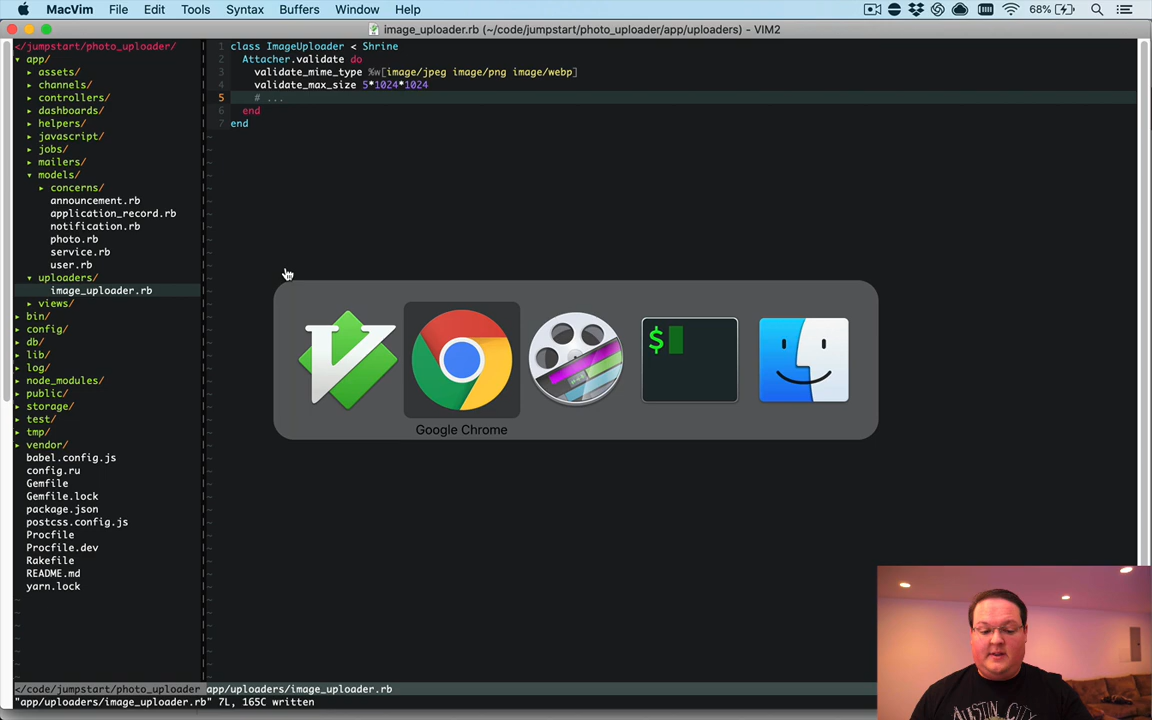 MacVim File Edit Tools Syntax Buffers Window Help 68%
image_uploader.rb (~/code/jumpstart/photo_uploader/app/uploaders) - VIM2
</jumpstart/photo_uploader/
▾ app/
▸ assets/
▸ channels/
▸ controllers/
▸ dashboards/
▸ helpers/
▸ javascript/
▸ jobs/
▸ mailers/
▾ models/
▸ concerns/
announcement.rb
application_record.rb
notification.rb
photo.rb
service.rb
user.rb
▾ uploaders/
image_uploader.rb
▸ views/
▸ bin/
▸ config/
▸ db/
▸ lib/
▸ log/
▸ node_modules/
▸ public/
▸ storage/
▸ test/
▸ tmp/
▸ vendor/
babel.config.js
config.ru
Gemfile
Gemfile.lock
package.json
postcss.config.js
Procfile
Procfile.dev
Rakefile
README.md
yarn.lock
1 class ImageUploader < Shrine
2 Attacher.validate do
3 validate_mime_type %w[image/jpeg image/png image/webp]
4 validate_max_size 5*1024*1024
5 # ...
6 end
7 end
$
Google Chrome
</code/jumpstart/photo_uploader app/uploaders/image_uploader.rb
"app/uploaders/image_uploader.rb" 7L, 165C written
AUSTIN CITY